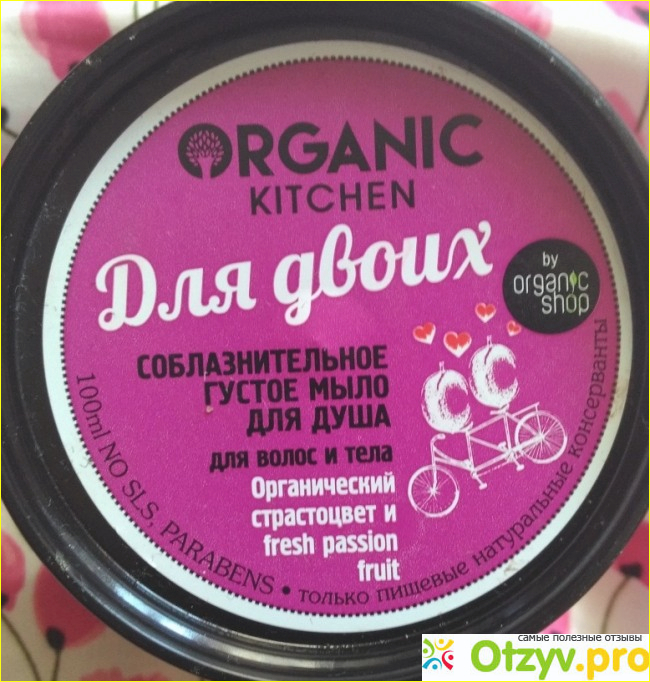 ORGANIC
KITCHEN
Для двоих
by
organic
shop
СОБЛАЗНИТЕЛЬНОЕ
ГУСТОЕ МЫЛО
ДЛЯ ДУША
для волос и тела
Органический
страстоцвет и
fresh passion
fruit
100ml NO SLS, PARABENS • только пищевые натуральные консерванты
самые полезные отзывы
Otzyv.pro